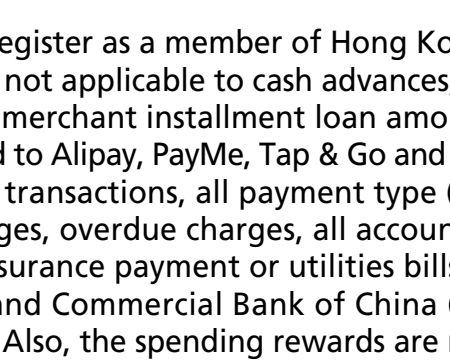 egister as a member of Hong Ko
not applicable to cash advances,
merchant installment loan amo
d to Alipay, PayMe, Tap & Go and
transactions, all payment type (
ges, overdue charges, all accoun
surance payment or utilities bills
and Commercial Bank of China (
Also, the spending rewards are